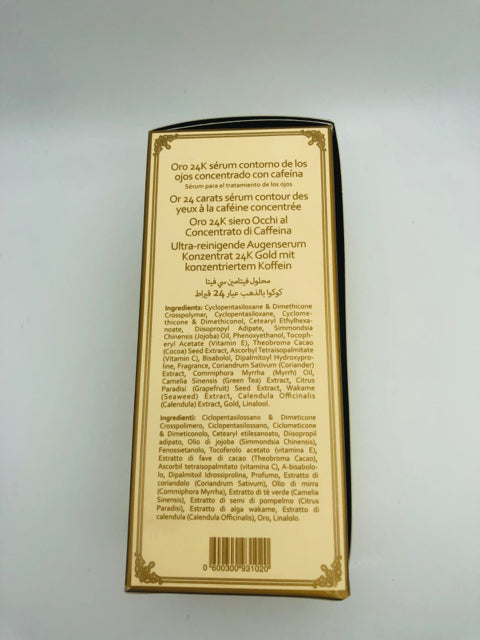 Oro 24K sérum contorno de los
ojos concentrado con cafeína
Sérum para el tratamiento de los ojos
Or 24 carats sérum contour des
yeux à la caféine concentrée
Oro 24K siero Occhi al
Concentrato di Caffeina
Ultra-reinigende Augenserum
Konzentrat 24K Gold mit
konzentriertem Koffein
محلول فيتامين سي فيتا
كوكوا بالذهب عيار 24 قيراط
Ingredients: Cyclopentasiloxane & Dimethicone
Crosspolymer, Cyclopentasiloxane, Cyclome-
thicone & Dimethiconol, Cetearyl Ethylhexa-
noate, Diisopropyl Adipate, Simmondsia
Chinensis (Jojoba) Oil, Phenoxyethanol, Tocoph-
eryl Acetate (Vitamin E), Theobroma Cacao
(Cocoa) Seed Extract, Ascorbyl Tetraisopalmitate
(Vitamin C), Bisabolol, Dipalmitoyl Hydroxypro-
line, Fragrance, Coriandrum Sativum (Coriander)
Extract, Commiphora Myrrha (Myrrh) Oil,
Camelia Sinensis (Green Tea) Extract, Citrus
Paradisi (Grapefruit) Seed Extract, Wakame
(Seaweed) Extract, Calendula Officinalis
(Calendula) Extract, Gold, Linalool.
Ingredienti: Ciclopentasilossano & Dimeticone
Crosspolimero, Ciclopentasilossano, Ciclometicone
& Dimeticonolo, Cetearyl etilesanoato, Diisopropil
adipato, Olio di jojoba (Simmondsia Chinensis),
Fenossietanolo, Tocoferolo acetato (vitamina E),
Estratto di fave di cacao (Theobroma Cacao),
Ascorbil tetraisopalmitato (vitamina C), A-bisabolo-
lo, Dipalmitoil Idrossiprolina, Profumo, Estratto di
coriandolo (Coriandrum Sativum), Olio di mirra
(Commiphora Myrrha), Estratto di tè verde (Camelia
Sinensis), Estratto di semi di pompelmo (Citrus
Paradisi), Estratto di alga wakame, Estratto di
calendula (Calendula Officinalis), Oro, Linalolo.
0 600300 931020